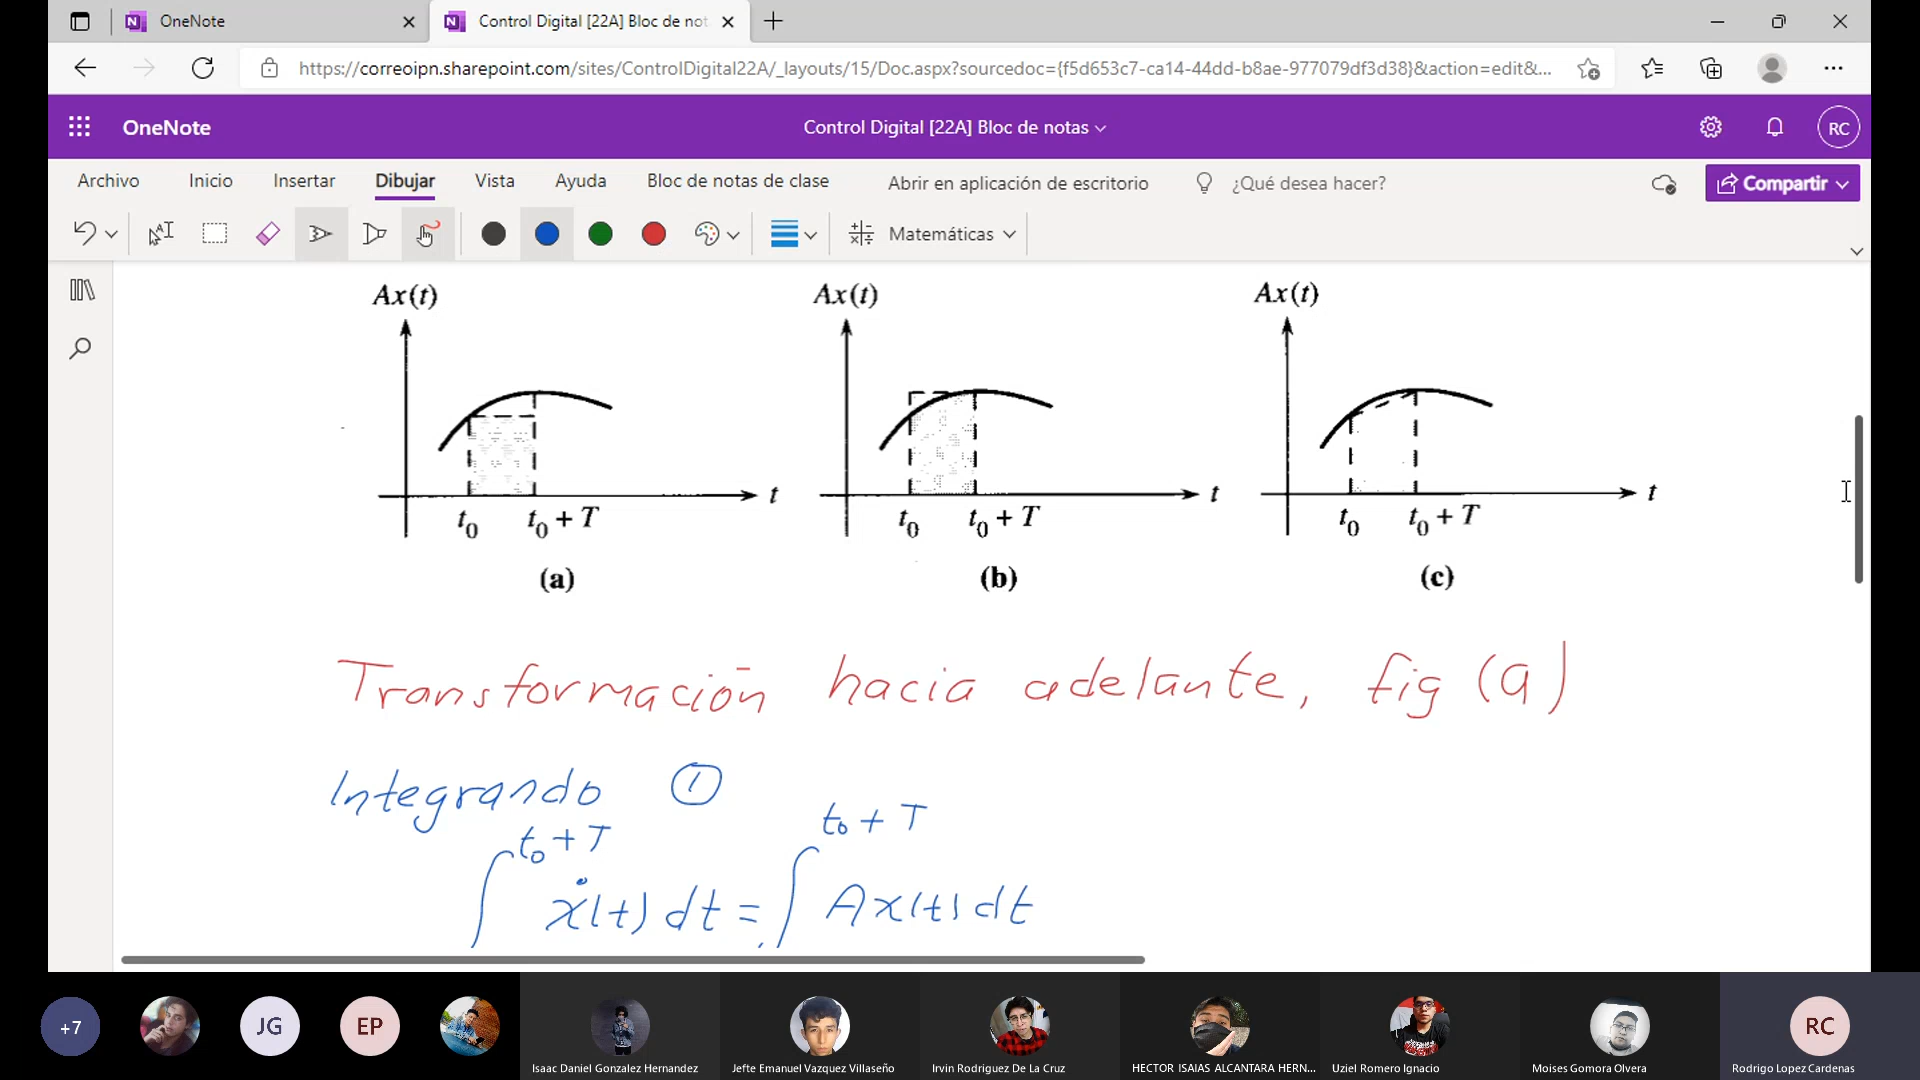 OneNote
Control Digital [22A] Bloc de not
https://correoipn.sharepoint.com/sites/ControlDigital22A/_layouts/15/Doc.aspx?sourcedoc={f5d653c7-ca14-44dd-b8ae-977079df3d38}&action=edit&...
OneNote
Control Digital [22A] Bloc de notas
RC
Archivo Inicio Insertar Dibujar Vista Ayuda Bloc de notas de clase Abrir en aplicación de escritorio ¿Qué desea hacer? Compartir
Matemáticas
Ax(t) Ax(t) Ax(t)
t t t
t0 t0 + T t0 t0 + T t0 t0 + T
(a) (b) (c)
Transformación hacia adelante, fig (a)
Integrando ①
t0 + T t0 + T
∫ ẋ(t) dt = ∫ Ax(t) dt
+7 JG EP RC
Isaac Daniel Gonzalez Hernandez
Jefte Emanuel Vazquez Villaseño
Irvin Rodriguez De La Cruz
HECTOR ISAIAS ALCANTARA HERN...
Uziel Romero Ignacio
Moises Gomora Olvera
Rodrigo Lopez Cardenas